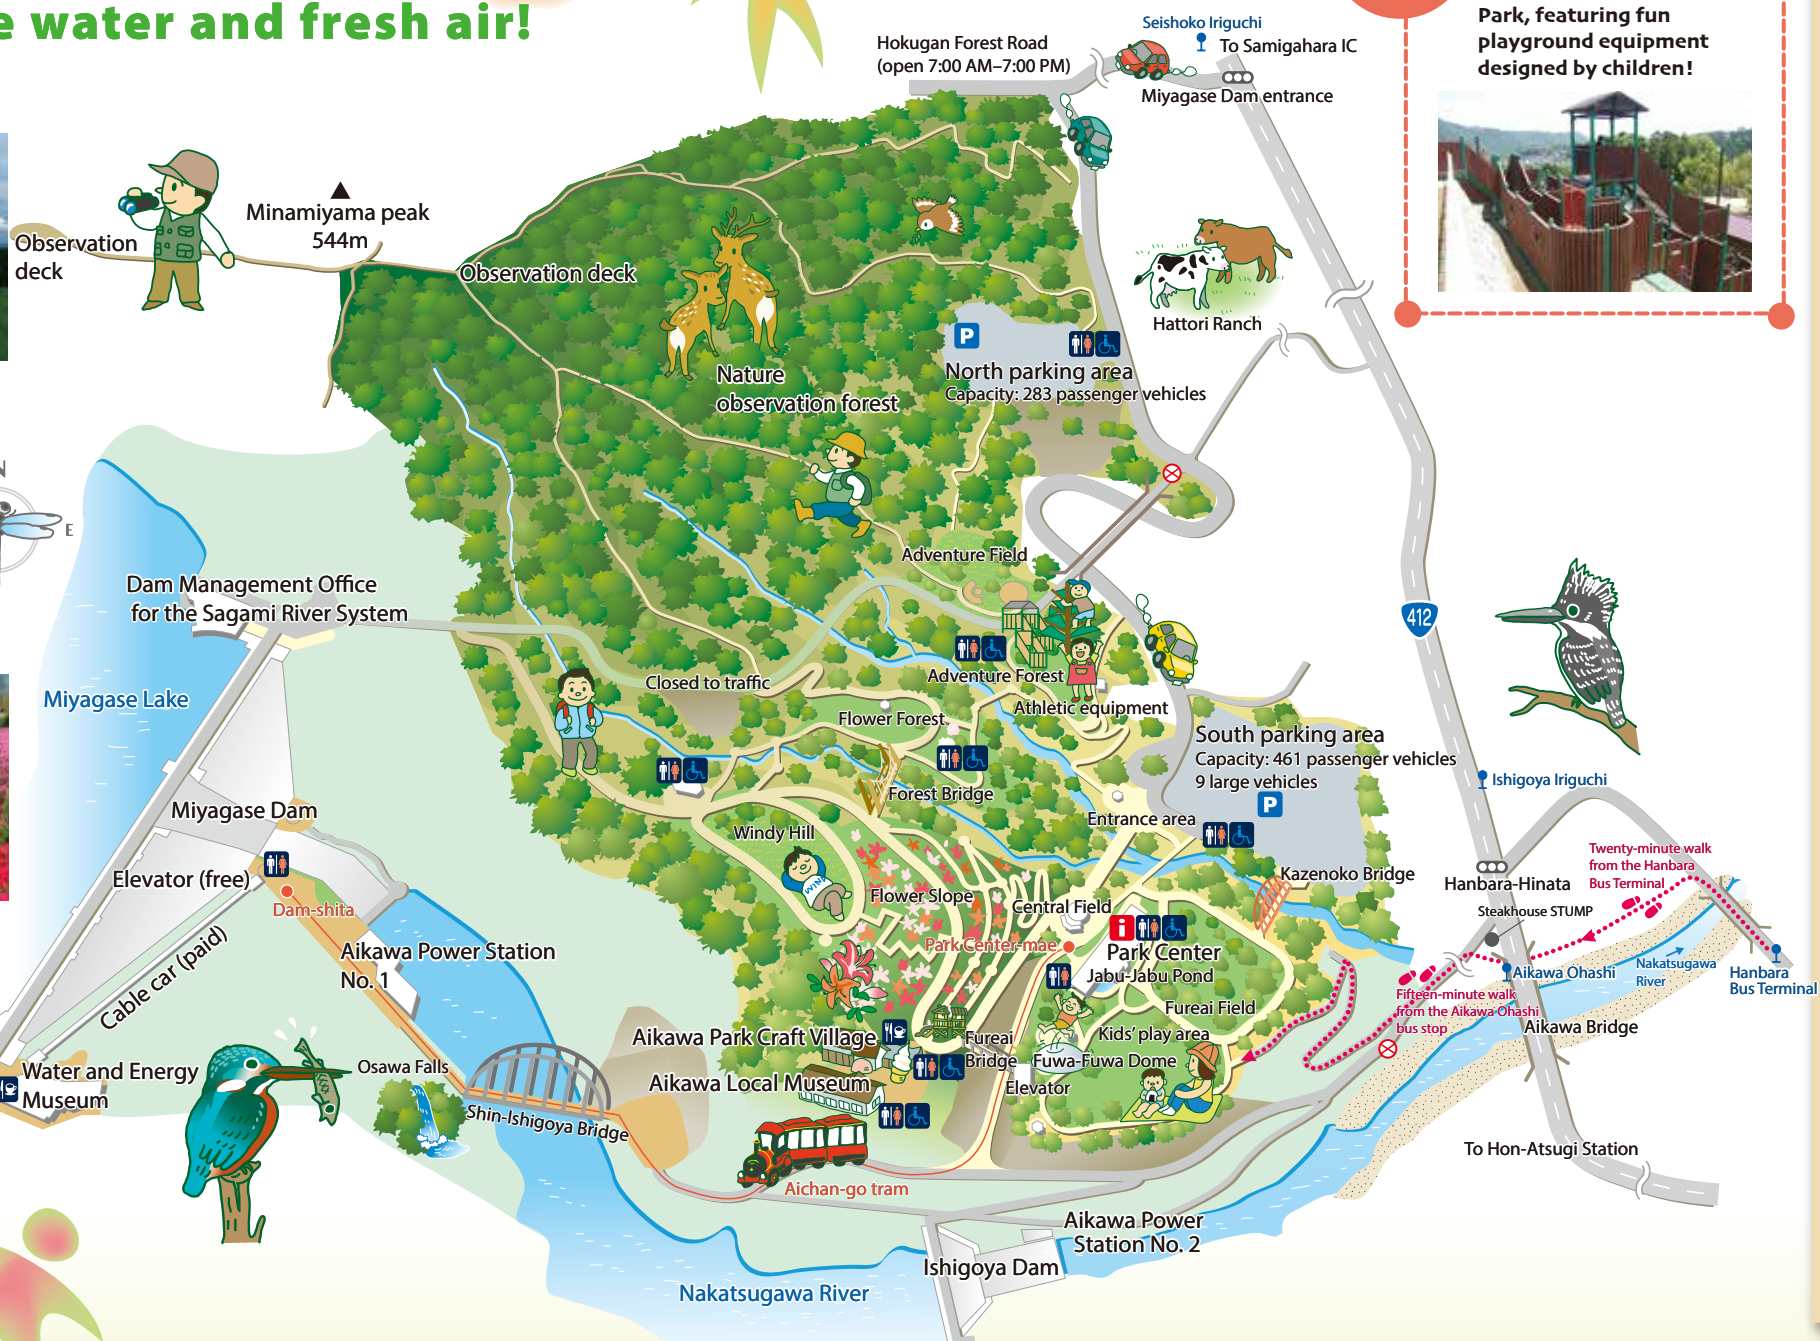 e water and fresh air!
Park, featuring fun
playground equipment
designed by children!
Seishoko Iriguchi
To Samigahara IC
Hokugan Forest Road
(open 7:00 AM–7:00 PM)
Miyagase Dam entrance
Minamiyama peak
544m
Observation
deck
Observation deck
Hattori Ranch
P
North parking area
Capacity: 283 passenger vehicles
Nature
observation forest
N
E
Adventure Field
Dam Management Office
for the Sagami River System
412
Miyagase Lake
Closed to traffic
Adventure Forest
Athletic equipment
Flower Forest
South parking area
Capacity: 461 passenger vehicles
9 large vehicles
P
Ishigoya Iriguchi
Forest Bridge
Miyagase Dam
Windy Hill
Entrance area
Twenty-minute walk
from the Hanbara
Bus Terminal
Elevator (free)
Kazenoko Bridge
Hanbara-Hinata
Dam-shita
Flower Slope
Central Field
Steakhouse STUMP
Aikawa Power Station
No. 1
Park Center-mae
i
Park Center
Jabu-Jabu Pond
Aikawa Ohashi
Nakatsugawa
River
Hanbara
Bus Terminal
Cable car (paid)
Fifteen-minute walk
from the Aikawa Ohashi
bus stop
Fureai Field
Aikawa Bridge
Aikawa Park Craft Village
Fureai
Bridge
Kids' play area
Fuwa-Fuwa Dome
Water and Energy
Museum
Osawa Falls
Aikawa Local Museum
Elevator
Shin-Ishigoya Bridge
To Hon-Atsugi Station
Aichan-go tram
Aikawa Power
Station No. 2
Ishigoya Dam
Nakatsugawa River